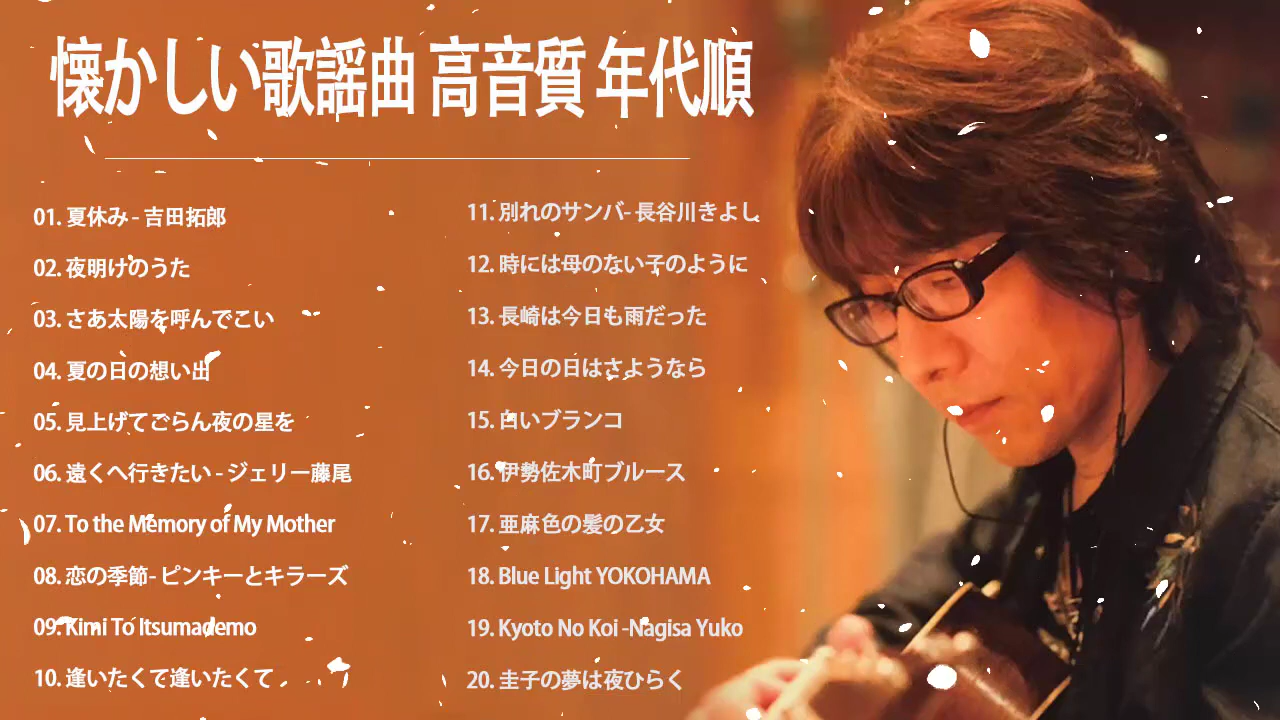 懐かしい歌謡曲 高音質 年代順
01. 夏休み - 吉田拓郎
02. 夜明けのうた
03. さあ太陽を呼んでこい
04. 夏の日の想い出
05. 見上げてごらん夜の星を
06. 遠くへ行きたい - ジェリー藤尾
07. To the Memory of My Mother
08. 恋の季節- ピンキーとキラーズ
09. Kimi To Itsumademo
10. 逢いたくて逢いたくて
11. 別れのサンバ- 長谷川きよし
12. 時には母のない子のように
13. 長崎は今日も雨だった
14. 今日の日はさようなら
15. 白いブランコ
16. 伊勢佐木町ブルース
17. 亜麻色の髪の乙女
18. Blue Light YOKOHAMA
19. Kyoto No Koi -Nagisa Yuko
20. 圭子の夢は夜ひらく